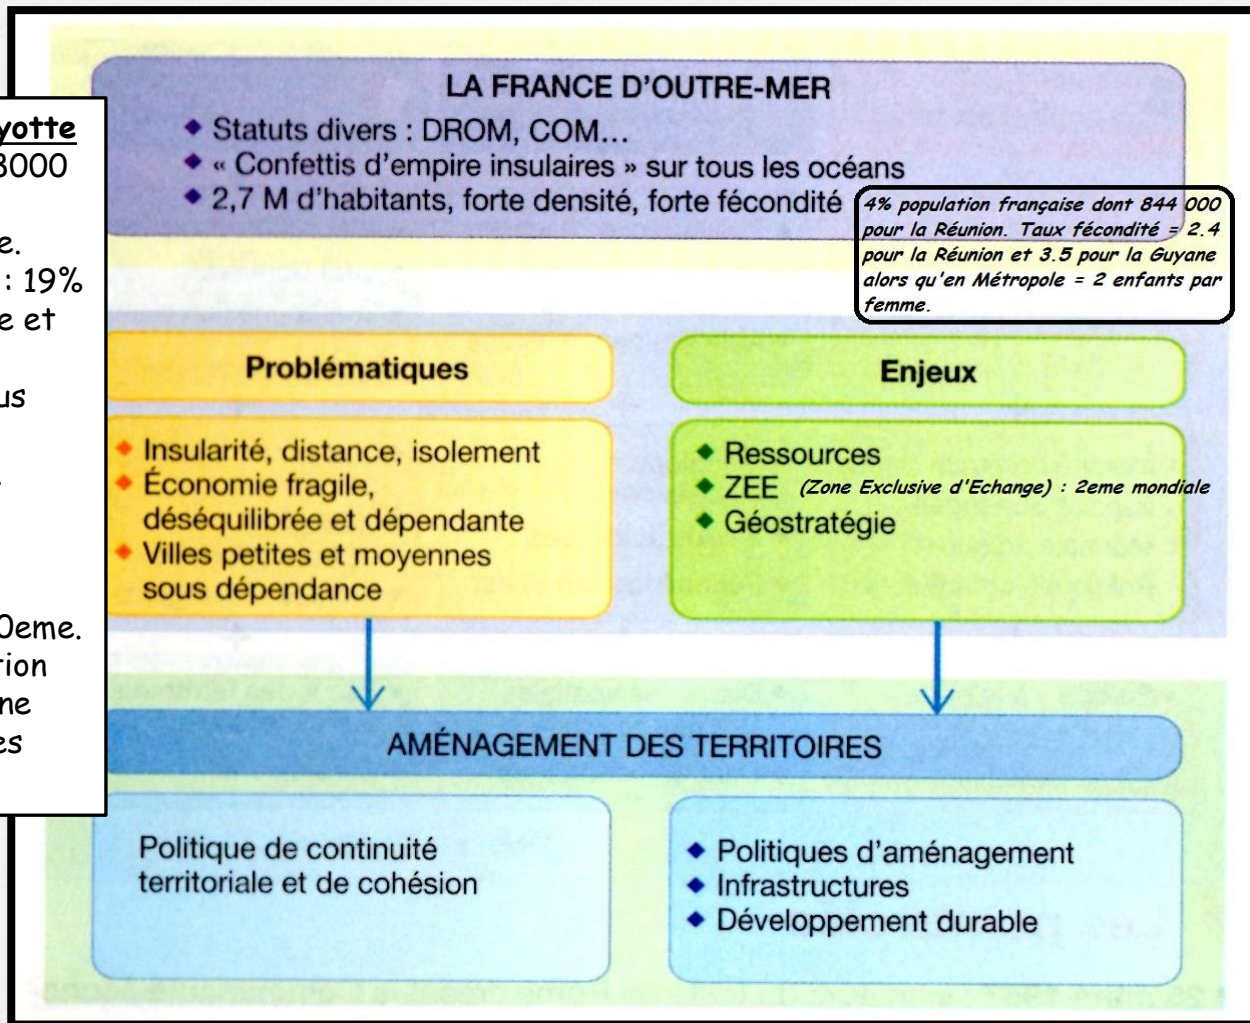 LA FRANCE D'OUTRE-MER
◆ Statuts divers : DROM, COM…
◆ « Confettis d'empire insulaires » sur tous les océans
◆ 2,7 M d'habitants, forte densité, forte fécondité
4% population française dont 844 000
pour la Réunion. Taux fécondité = 2.4
pour la Réunion et 3.5 pour la Guyane
alors qu'en Métropole = 2 enfants par
femme.
yotte
8000
e.
: 19%
e et
us
0eme.
tion
ne
es
Problématiques
◆ Insularité, distance, isolement
◆ Économie fragile,
déséquilibrée et dépendante
◆ Villes petites et moyennes
sous dépendance
Enjeux
◆ Ressources
◆ ZEE (Zone Exclusive d'Echange) : 2eme mondiale
◆ Géostratégie
AMÉNAGEMENT DES TERRITOIRES
Politique de continuité
territoriale et de cohésion
◆ Politiques d'aménagement
◆ Infrastructures
◆ Développement durable